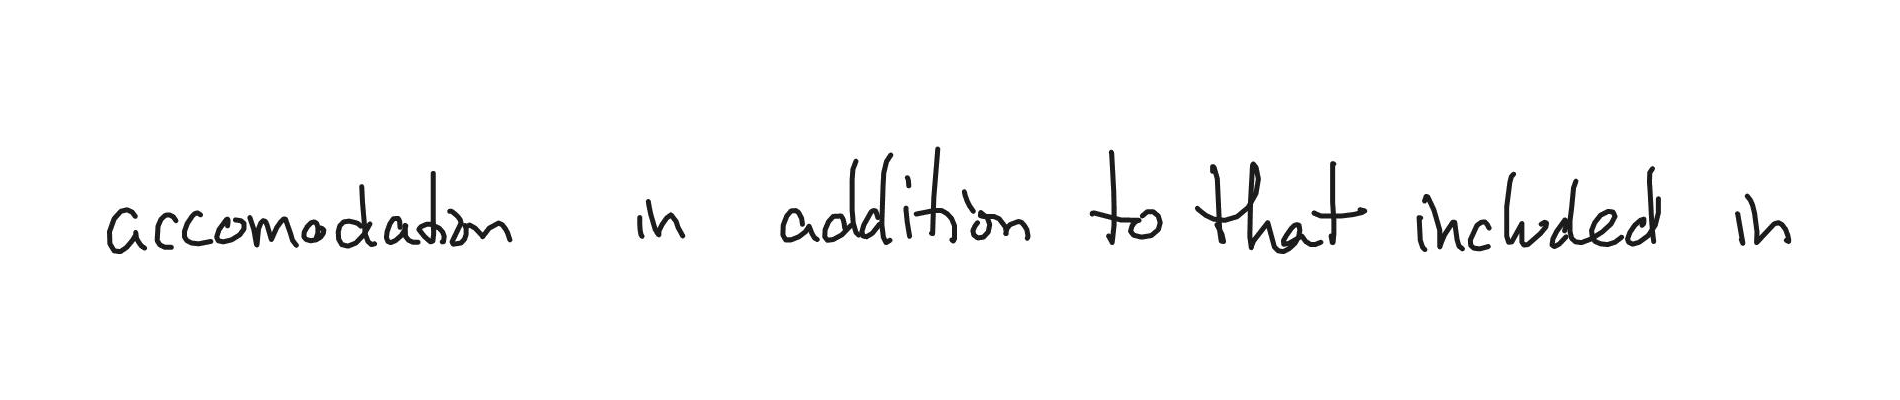 accomodation in addition to that included in